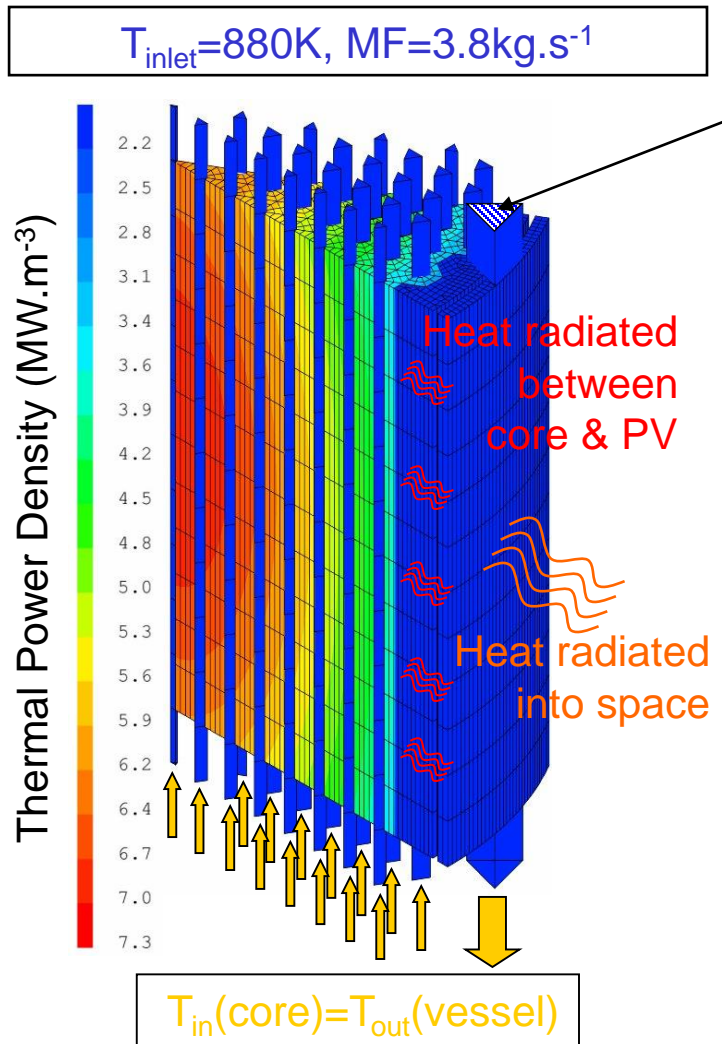 T_inlet=880K, MF=3.8kg.s⁻¹
Thermal Power Density (MW.m⁻³)
2.2
2.5
2.8
3.1
3.4
3.6
3.9
4.2
4.5
4.8
5.0
5.3
5.6
5.9
6.2
6.4
6.7
7.0
7.3
Heat radiated
between
core & PV
Heat radiated
into space
T_in(core)=T_out(vessel)